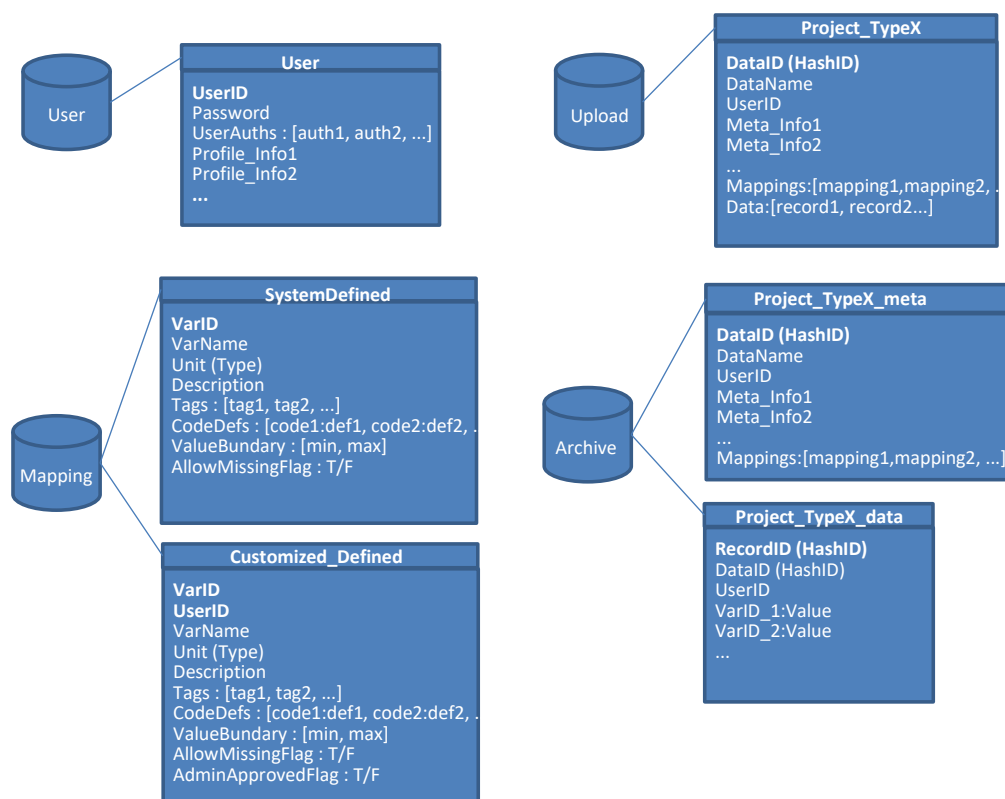 User
User
UserID
Password
UserAuths : [auth1, auth2, ...]
Profile_Info1
Profile_Info2
...
Upload
Project_TypeX
DataID (HashID)
DataName
UserID
Meta_Info1
Meta_Info2
...
Mappings:[mapping1,mapping2, .
Data:[record1, record2...]
Mapping
SystemDefined
VarID
VarName
Unit (Type)
Description
Tags : [tag1, tag2, ...]
CodeDefs : [code1:def1, code2:def2, .
ValueBundary : [min, max]
AllowMissingFlag : T/F
Customized_Defined
VarID
UserID
VarName
Unit (Type)
Description
Tags : [tag1, tag2, ...]
CodeDefs : [code1:def1, code2:def2, .
ValueBundary : [min, max]
AllowMissingFlag : T/F
AdminApprovedFlag : T/F
Archive
Project_TypeX_meta
DataID (HashID)
DataName
UserID
Meta_Info1
Meta_Info2
...
Mappings:[mapping1,mapping2, ...]
Project_TypeX_data
RecordID (HashID)
DataID (HashID)
UserID
VarID_1:Value
VarID_2:Value
...